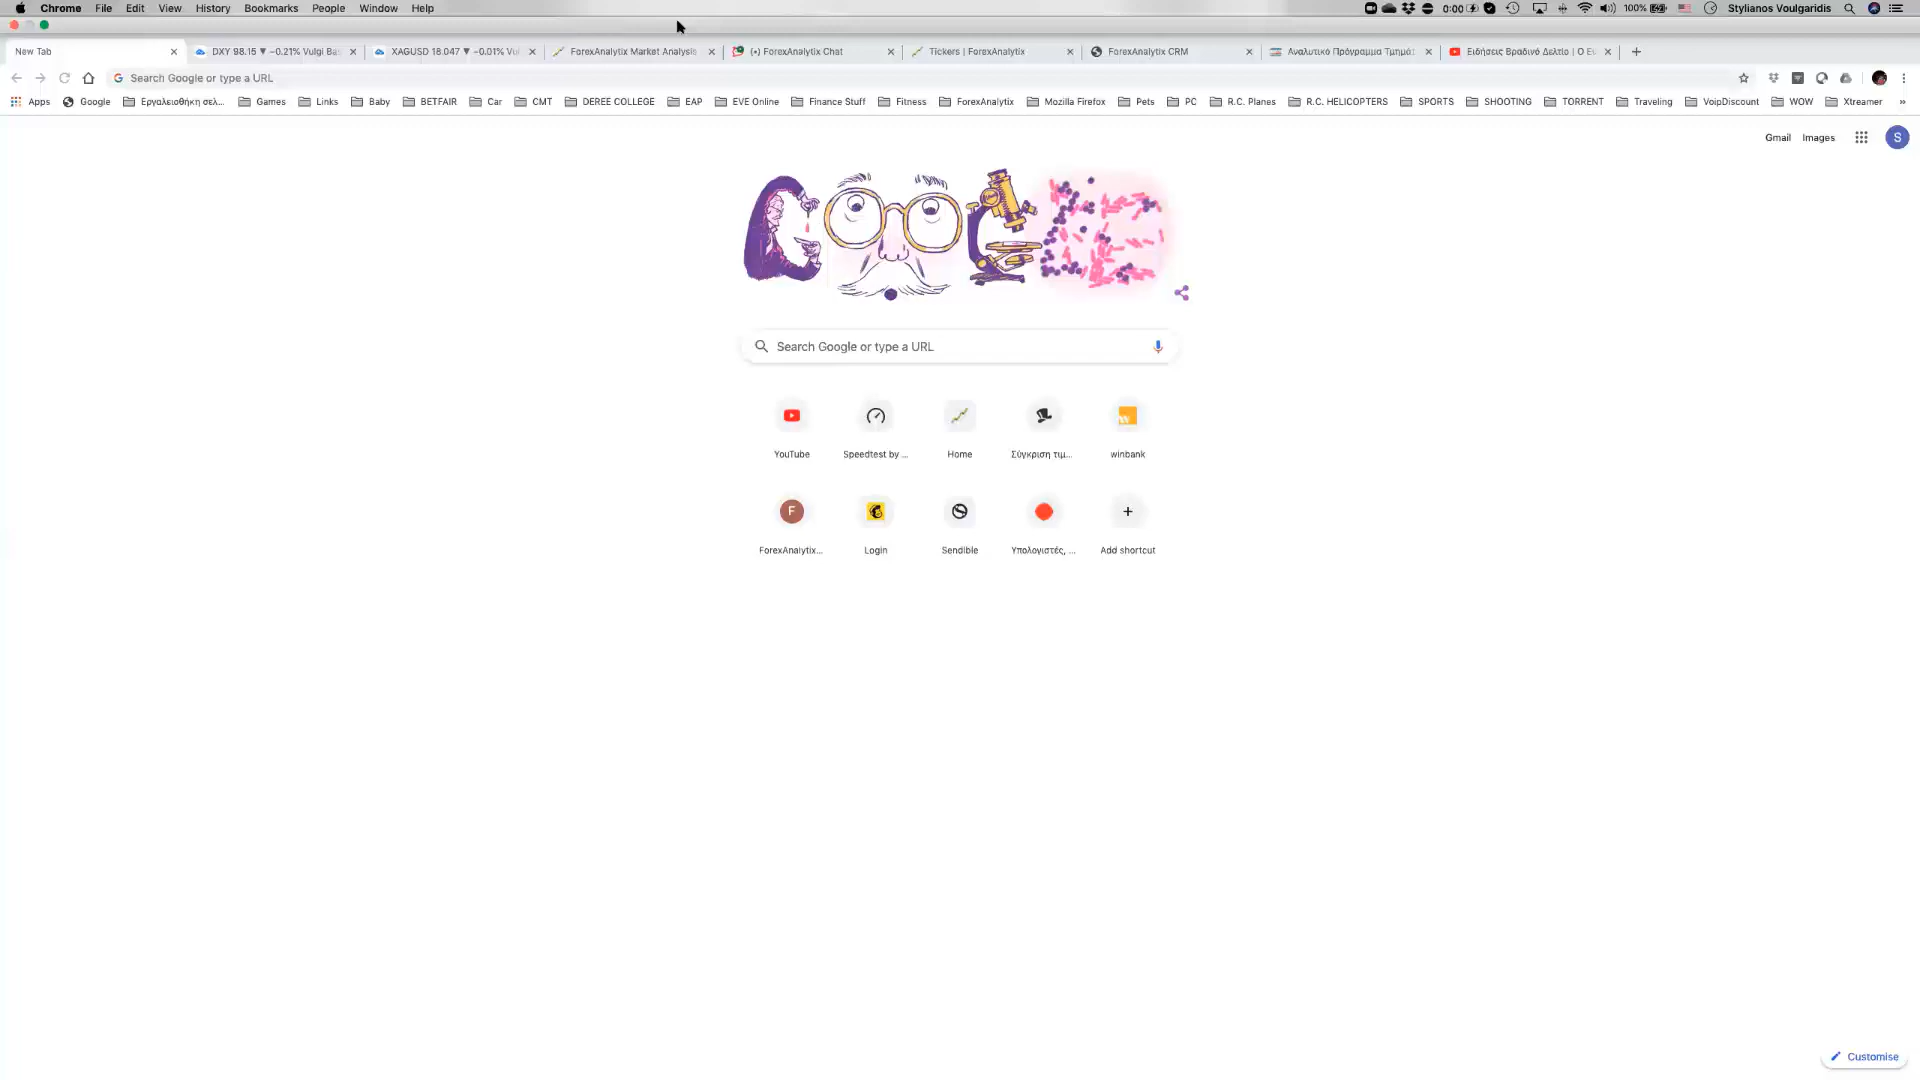 Chrome File Edit View History Bookmarks People Window Help 0:00 100% Stylianos Voulgaridis
New Tab DXY 98.15 ▼ −0.21% Vulgi Bas XAGUSD 18.047 ▼ −0.01% Vul ForexAnalytix Market Analysis (•) ForexAnalytix Chat Tickers | ForexAnalytix ForexAnalytix CRM Αναλυτικό Πρόγραμμα Τμημάτ Ειδήσεις Βραδινό Δελτίο | Ο Ευ
Search Google or type a URL
Apps Google Εργαλειοθήκη σελ... Games Links Baby BETFAIR Car CMT DEREE COLLEGE EAP EVE Online Finance Stuff Fitness ForexAnalytix Mozilla Firefox Pets PC R.C. Planes R.C. HELICOPTERS SPORTS SHOOTING TORRENT Traveling VoipDiscount WOW Xtreamer »
Gmail Images S
Search Google or type a URL
YouTube Speedtest by ... Home Σύγκριση τιμ... winbank
F
ForexAnalytix... Login Sendible Υπολογιστές, ... Add shortcut
Customise